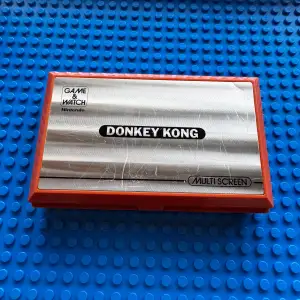 GAME
&
WATCH
Nintendo
DONKEY KONG
MULTI SCREEN